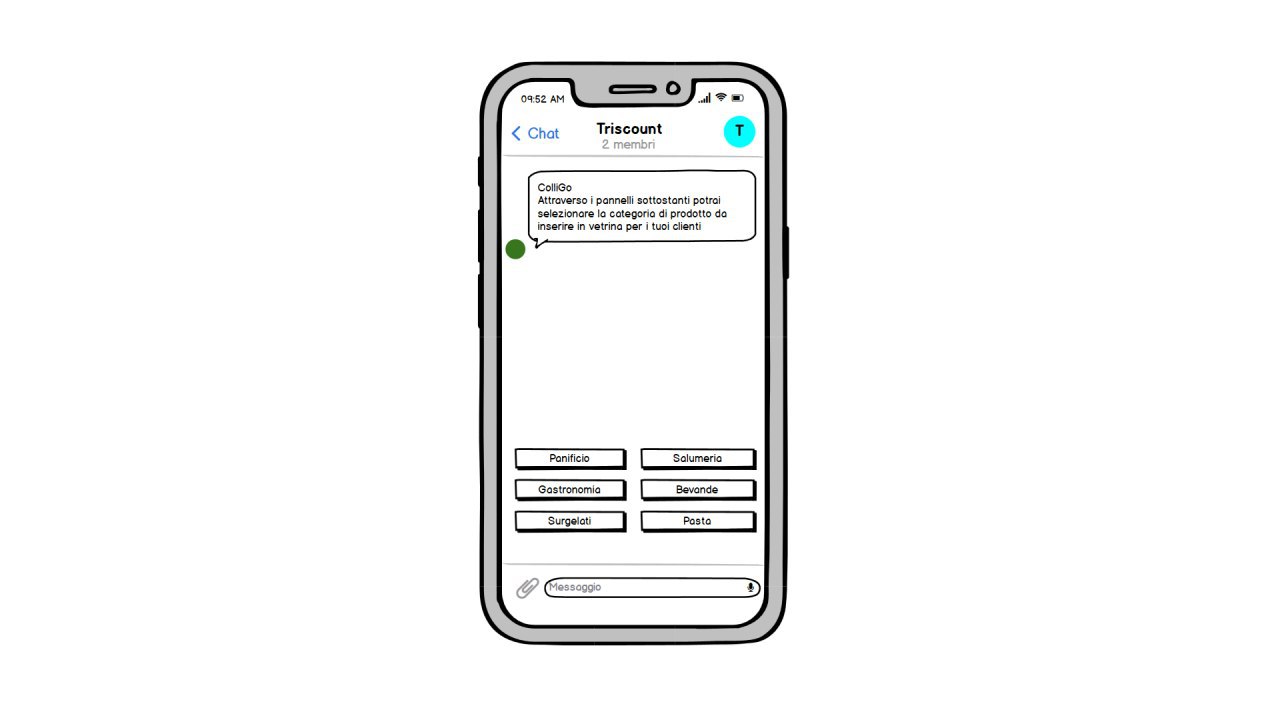 09:52 AM
Chat
Triscount
2 membri
T
ColliGo
Attraverso i pannelli sottostanti potrai
selezionare la categoria di prodotto da
inserire in vetrina per i tuoi clienti
Panificio
Salumeria
Gastronomia
Bevande
Surgelati
Pasta
Messaggio